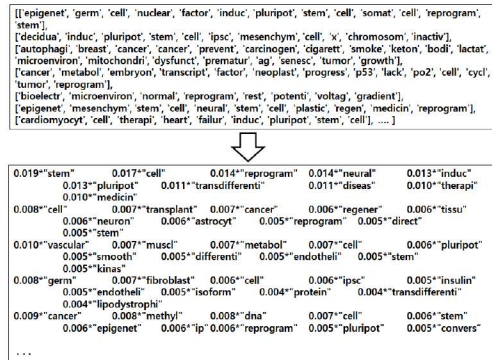 [['epigenet', 'germ', 'cell', 'nuclear', 'factor', 'induc', 'pluripot', 'stem', 'cell', 'somat', 'cell', 'reprogram',
'stem'],
['decidua', 'induc', 'pluripot', 'stem', 'cell', 'ipsc', 'mesenchym', 'cell', 'x', 'chromosom', 'inactiv'],
['autophagi', 'breast', 'cancer', 'cancer', 'prevent', 'carcinogen', 'cigarett', 'smoke', 'keton', 'bodi', 'lactat',
'microenviron', 'mitochondri', 'dysfunct', 'prematur', 'ag', 'senesc', 'tumor', 'growth'],
['cancer', 'metabol', 'embryon', 'transcript', 'factor', 'neoplast', 'progress', 'p53', 'lack', 'po2', 'cell', 'cycl',
'tumor', 'reprogram'],
['bioelectr', 'microenviron', 'normal', 'reprogram', 'rest', 'potenti', 'voltag', 'gradient'],
['epigenet', 'mesenchym', 'stem', 'cell', 'neural', 'stem', 'cell', 'plastic', 'regen', 'medicin', 'reprogram'],
['cardiomyocyt', 'cell', 'therapi', 'heart', 'failur', 'induc', 'pluripot', 'stem', 'cell'], .... ]
0.019*"stem" 0.017*"cell" 0.014*"reprogram" 0.014*"neural" 0.013*"induc"
0.013*"pluripot" 0.011*"transdifferenti" 0.011*"diseas" 0.010*"therapi"
0.010*"medicin"
0.008*"cell" 0.007*"transplant" 0.007*"cancer" 0.006*"regener" 0.006*"tissu"
0.006*"neuron" 0.006*"astrocyt" 0.005*"reprogram" 0.005*"direct"
0.005*"stem"
0.010*"vascular" 0.007*"muscl" 0.007*"metabol" 0.007*"cell" 0.006*"pluripot"
0.005*"smooth" 0.005*"differenti" 0.005*"endotheli" 0.005*"stem"
0.005*"kinas"
0.008*"germ" 0.007*"fibroblast" 0.006*"cell" 0.006*"ipsc" 0.005*"insulin"
0.005*"endotheli" 0.005*"isoform" 0.004*"protein" 0.004*"transdifferenti"
0.004*"lipodystrophi"
0.009*"cancer" 0.008*"methyl" 0.008*"dna" 0.007*"cell" 0.006*"stem"
0.006*"epigenet" 0.006*"ip" 0.006*"reprogram" 0.005*"pluripot" 0.005*"convers"
. . .